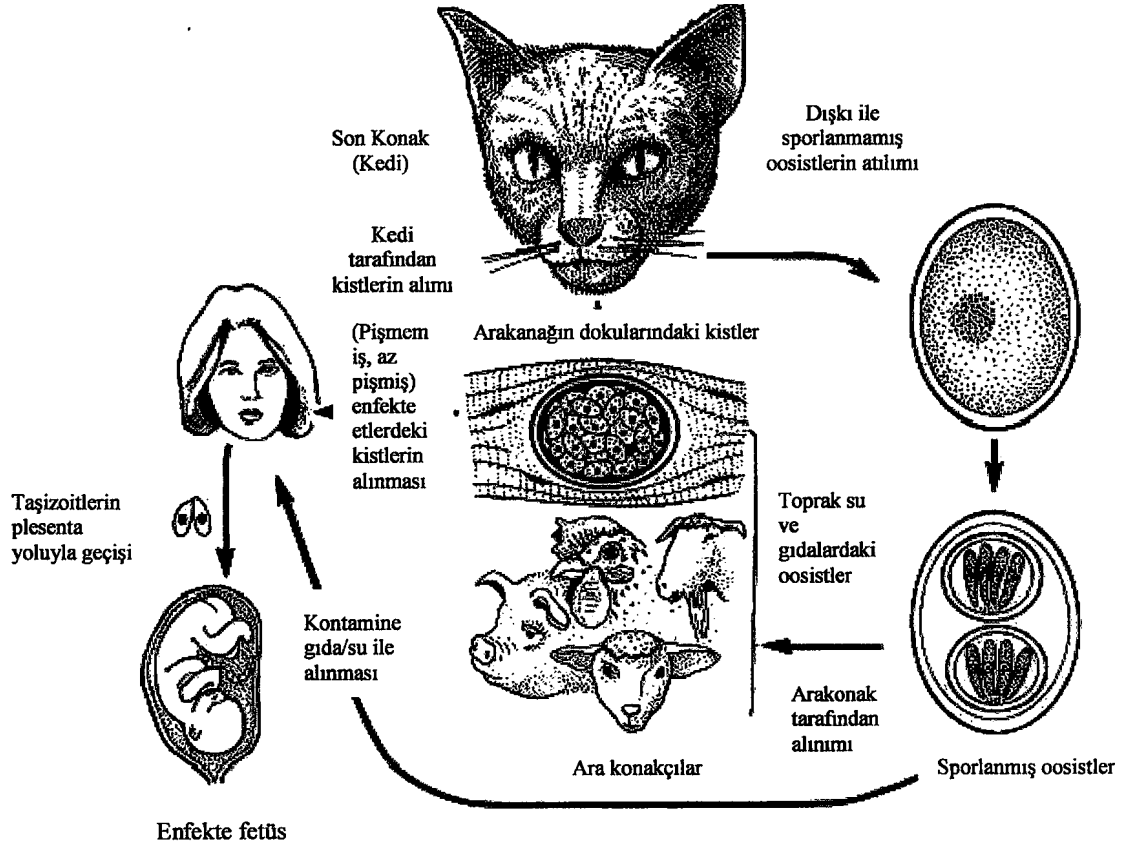 Son Konak
(Kedi)
Dışkı ile
sporlanmamış
oosistlerin atılımı
Kedi
tarafından
kistlerin alımı
(Pişmem
iş, az
pişmiş)
enfekte
etlerdeki
kistlerin
alınması
Arakanağın dokularındaki kistler
Taşizoitlerin
plesenta
yoluyla geçişi
Toprak su
ve
gıdalardaki
oosistler
Kontamine
gıda/su ile
alınması
Arakonak
tarafından
alınımı
Ara konakçılar
Sporlanmış oosistler
Enfekte fetüs